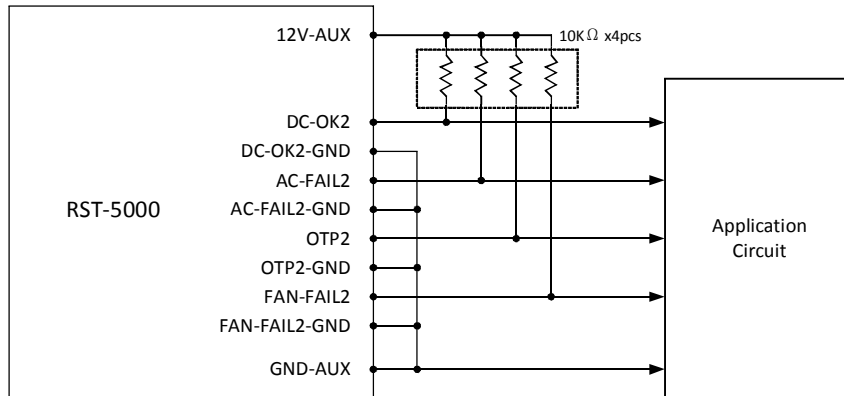 12V-AUX
10KΩ x4pcs
DC-OK2
DC-OK2-GND
AC-FAIL2
RST-5000
AC-FAIL2-GND
Application
Circuit
OTP2
OTP2-GND
FAN-FAIL2
FAN-FAIL2-GND
GND-AUX